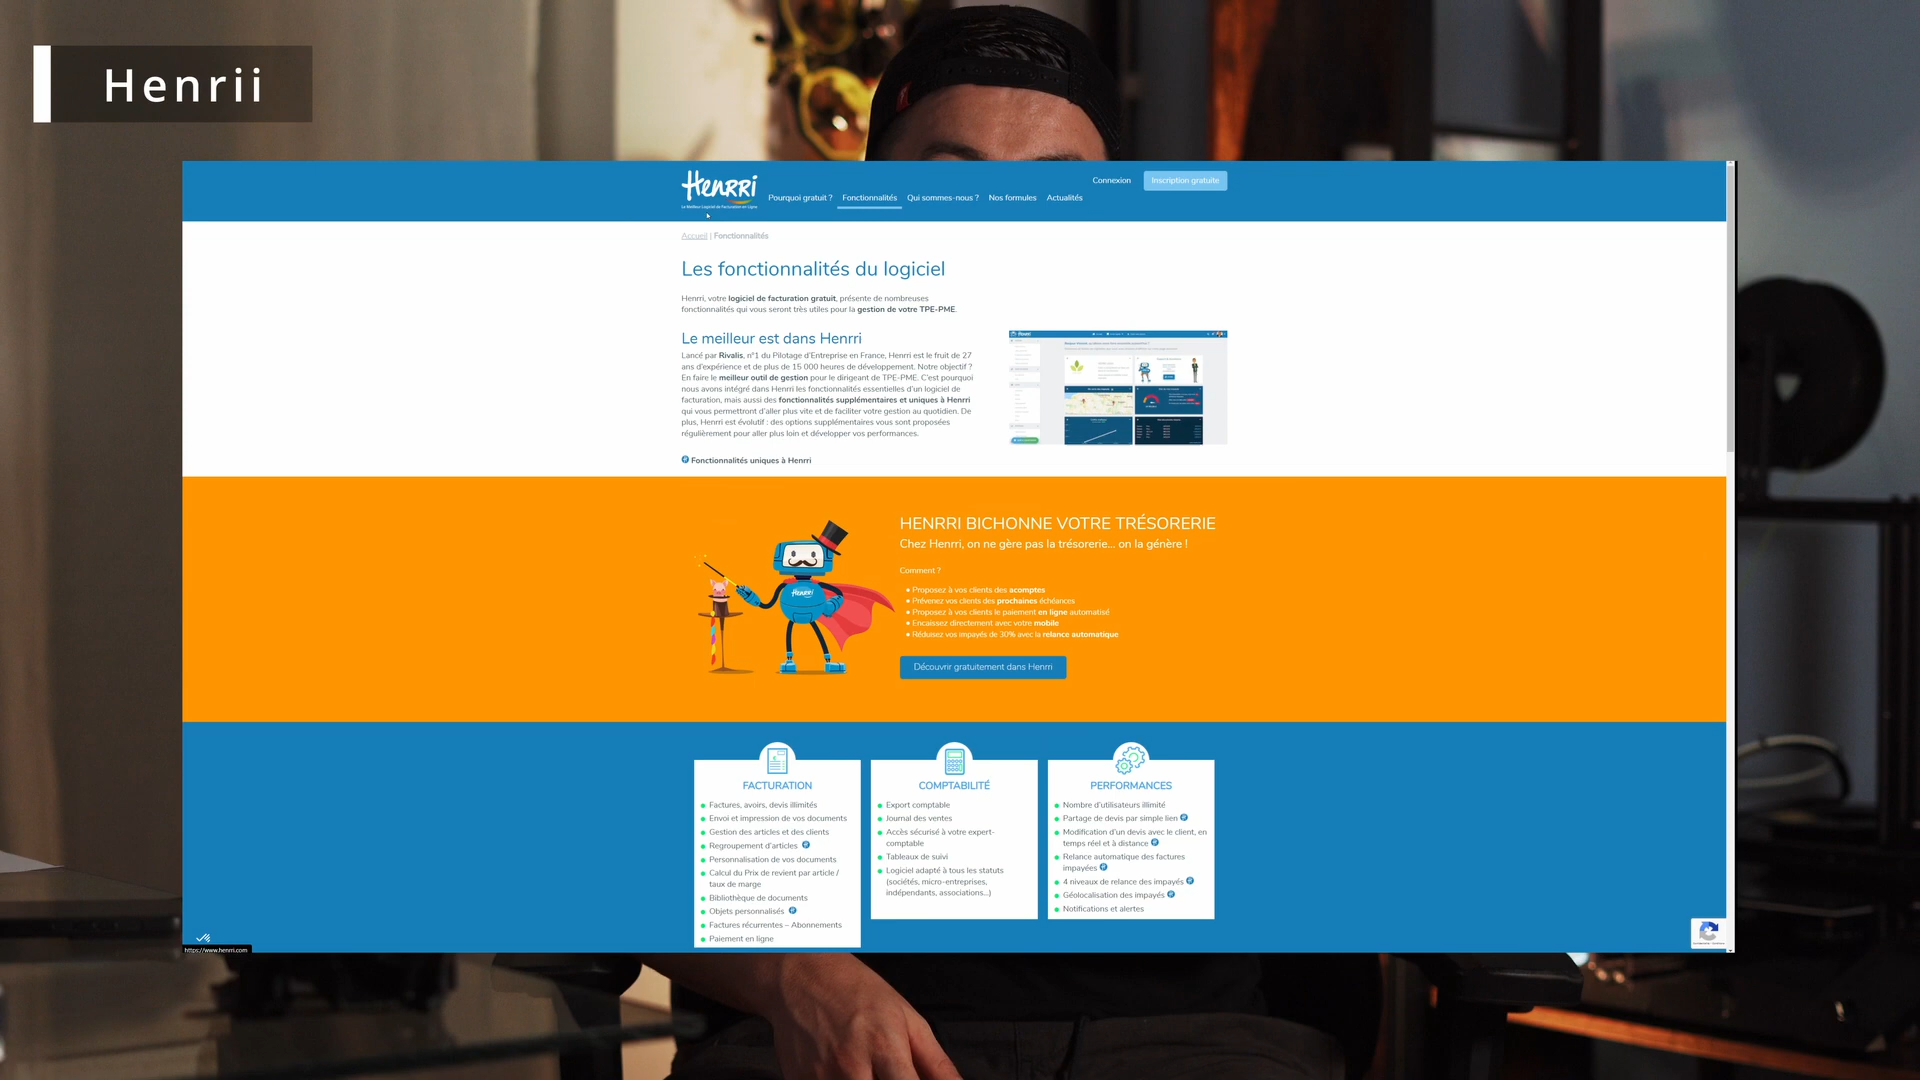 Henrii
Henrri
Le Meilleur Logiciel de Facturation en Ligne
Pourquoi gratuit ?
Fonctionnalités
Qui sommes-nous ?
Nos formules
Actualités
Connexion
Inscription gratuite
Accueil | Fonctionnalités
Les fonctionnalités du logiciel
Henrri, votre logiciel de facturation gratuit, présente de nombreuses
fonctionnalités qui vous seront très utiles pour la gestion de votre TPE-PME.
Le meilleur est dans Henrri
Lancé par Rivalis, n°1 du Pilotage d'Entreprise en France, Henrri est le fruit de 27
ans d'expérience et de plus de 15 000 heures de développement. Notre objectif ?
En faire le meilleur outil de gestion pour le dirigeant de TPE-PME. C'est pourquoi
nous avons intégré dans Henrri les fonctionnalités essentielles d'un logiciel de
facturation, mais aussi des fonctionnalités supplémentaires et uniques à Henrri
qui vous permettront d'aller plus vite et de faciliter votre gestion au quotidien. De
plus, Henrri est évolutif : des options supplémentaires vous sont proposées
régulièrement pour aller plus loin et développer vos performances.
Fonctionnalités uniques à Henrri
HENRRI BICHONNE VOTRE TRÉSORERIE
Chez Henrri, on ne gère pas la trésorerie... on la génère !
Comment ?
• Proposez à vos clients des acomptes
• Prévenez vos clients des prochaines échéances
• Proposez à vos clients le paiement en ligne automatisé
• Encaissez directement avec votre mobile
• Réduisez vos impayés de 30% avec la relance automatique
Henrri
Découvrir gratuitement dans Henrri
FACTURATION
Factures, avoirs, devis illimités
Envoi et impression de vos documents
Gestion des articles et des clients
Regroupement d'articles
Personnalisation de vos documents
Calcul du Prix de revient par article /
taux de marge
Bibliothèque de documents
Objets personnalisés
Factures récurrentes – Abonnements
Paiement en ligne
COMPTABILITÉ
Export comptable
Journal des ventes
Accès sécurisé à votre expert-
comptable
Tableaux de suivi
Logiciel adapté à tous les statuts
(sociétés, micro-entreprises,
indépendants, associations...)
PERFORMANCES
Nombre d'utilisateurs illimité
Partage de devis par simple lien
Modification d'un devis avec le client, en
temps réel et à distance
Relance automatique des factures
impayées
4 niveaux de relance des impayés
Géolocalisation des impayés
Notifications et alertes
https://www.henrri.com